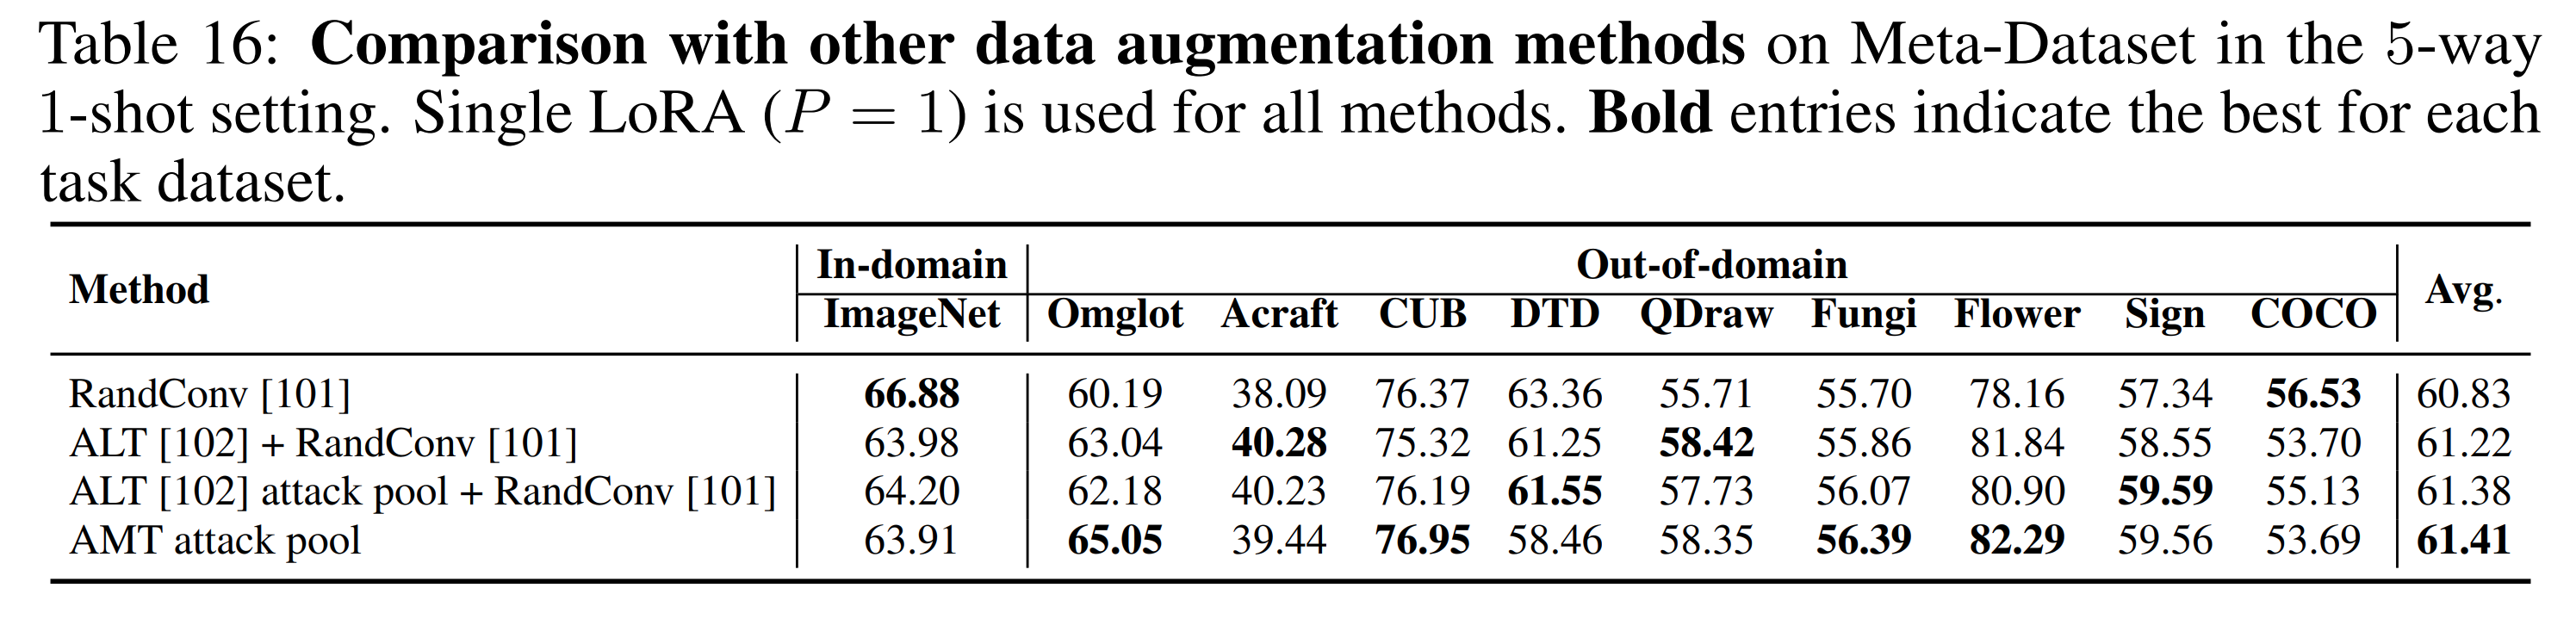 Table 16: Comparison with other data augmentation methods on Meta-Dataset in the 5-way
1-shot setting. Single LoRA (P = 1) is used for all methods. Bold entries indicate the best for each
task dataset.
Method In-domain Out-of-domain Avg.
ImageNet Omglot Acraft CUB DTD QDraw Fungi Flower Sign COCO
RandConv [101] 66.88 60.19 38.09 76.37 63.36 55.71 55.70 78.16 57.34 56.53 60.83
ALT [102] + RandConv [101] 63.98 63.04 40.28 75.32 61.25 58.42 55.86 81.84 58.55 53.70 61.22
ALT [102] attack pool + RandConv [101] 64.20 62.18 40.23 76.19 61.55 57.73 56.07 80.90 59.59 55.13 61.38
AMT attack pool 63.91 65.05 39.44 76.95 58.46 58.35 56.39 82.29 59.56 53.69 61.41